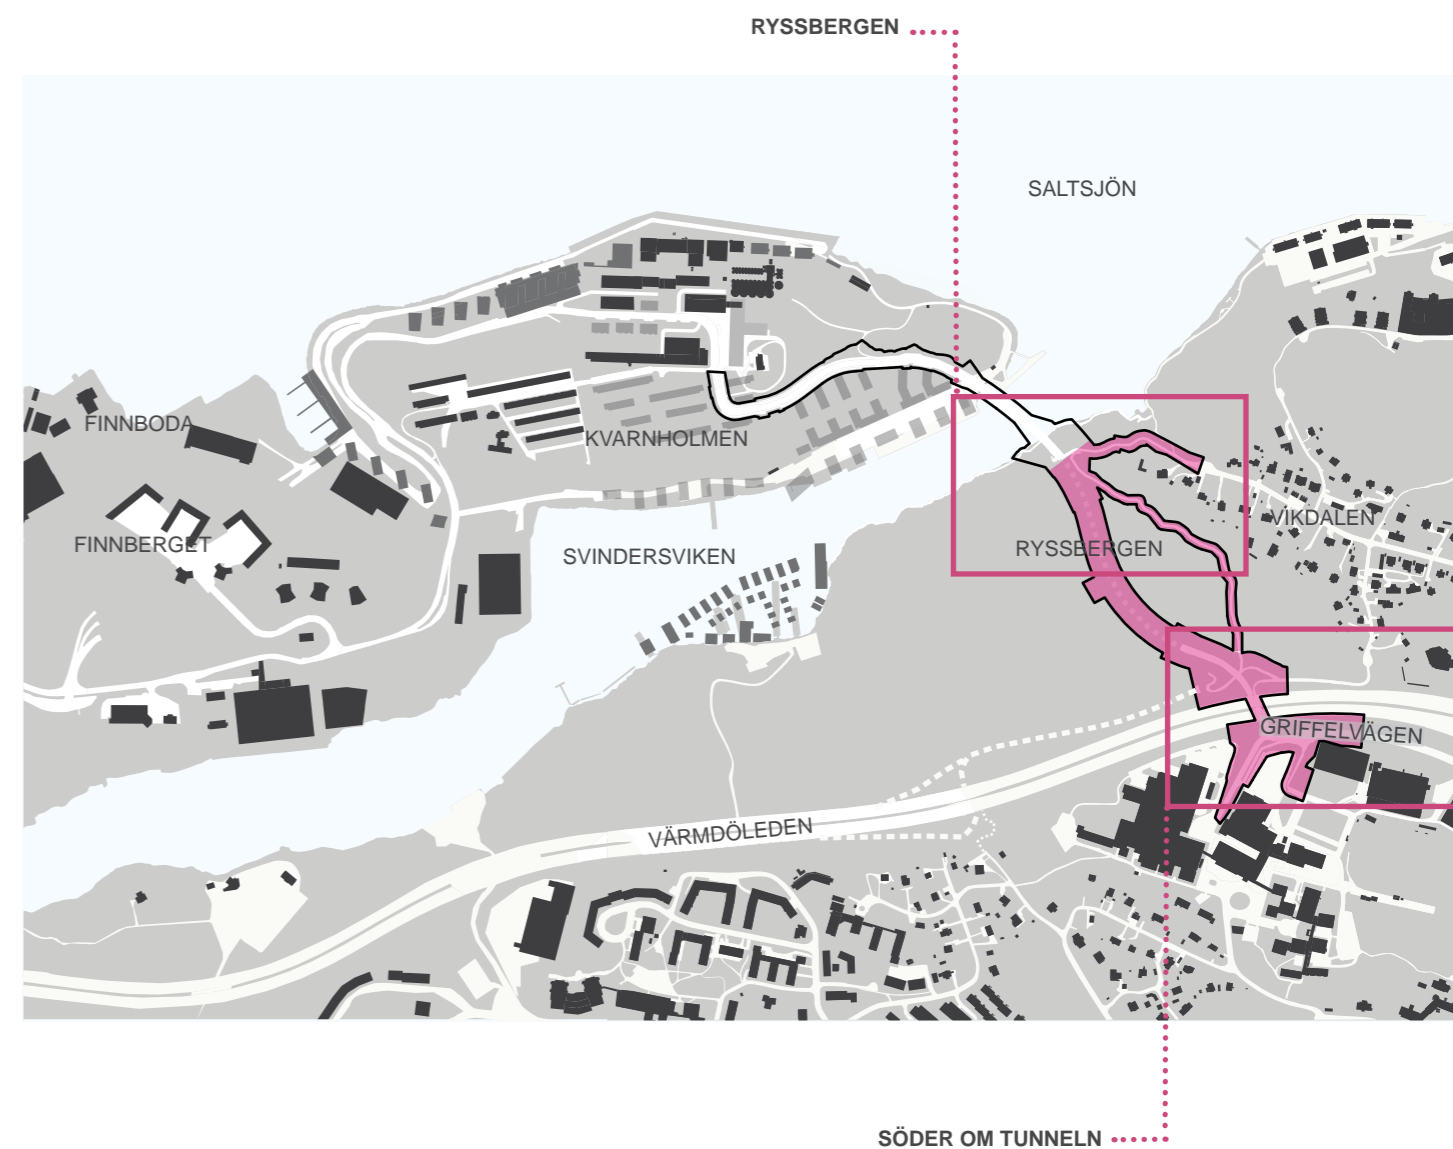 RYSSBERGEN
SALTSJÖN
FINNBODA
KVARNHOLMEN
VIKDALEN
FINNBERGET
SVINDERSVIKEN
RYSSBERGEN
GRIFFELVÄGEN
VÄRMDÖLEDEN
SÖDER OM TUNNELN